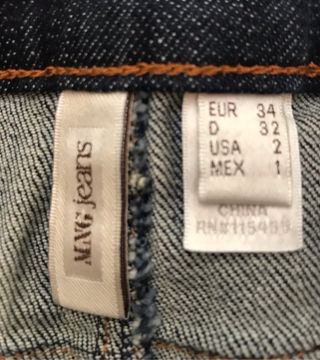 MNG jeans
EUR 34
D 32
USA 2
MEX 1
CHINA